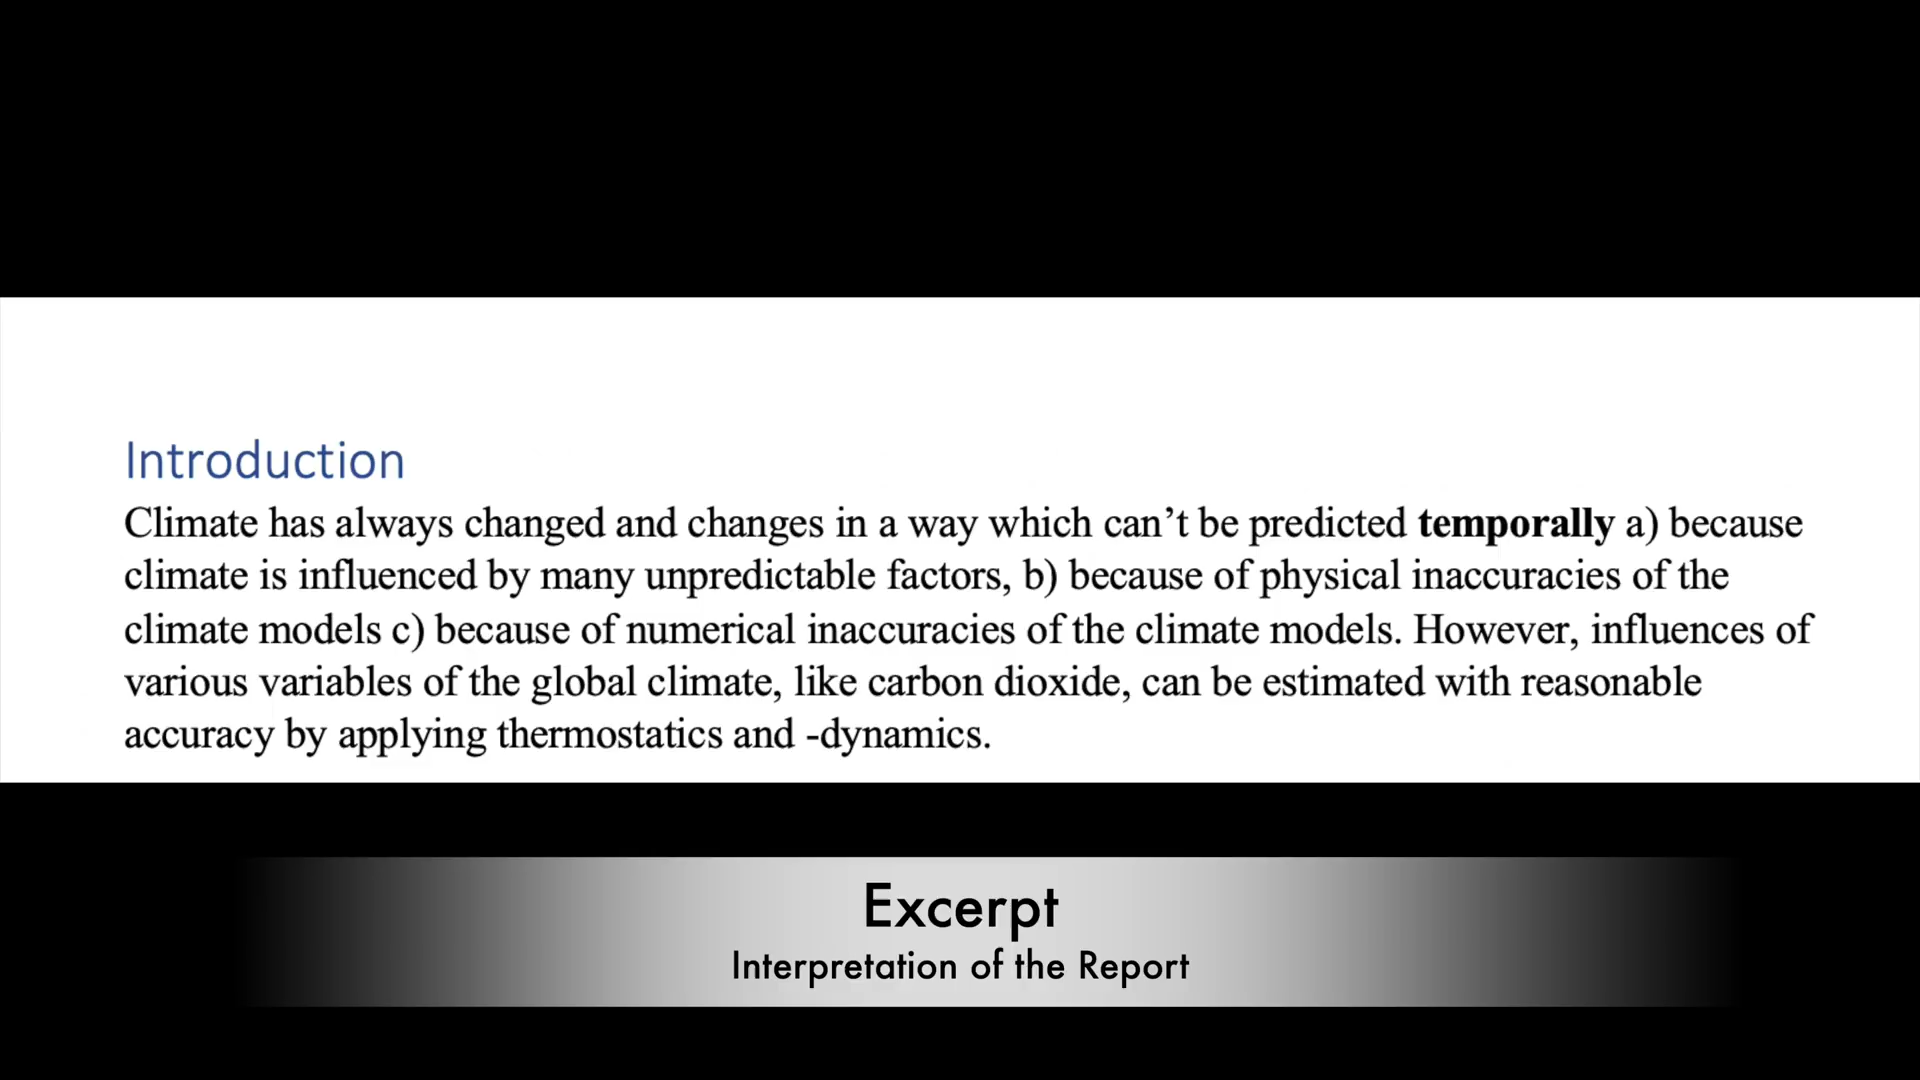 Introduction
Climate has always changed and changes in a way which can’t be predicted temporally a) because
climate is influenced by many unpredictable factors, b) because of physical inaccuracies of the
climate models c) because of numerical inaccuracies of the climate models. However, influences of
various variables of the global climate, like carbon dioxide, can be estimated with reasonable
accuracy by applying thermostatics and -dynamics.
Excerpt
Interpretation of the Report